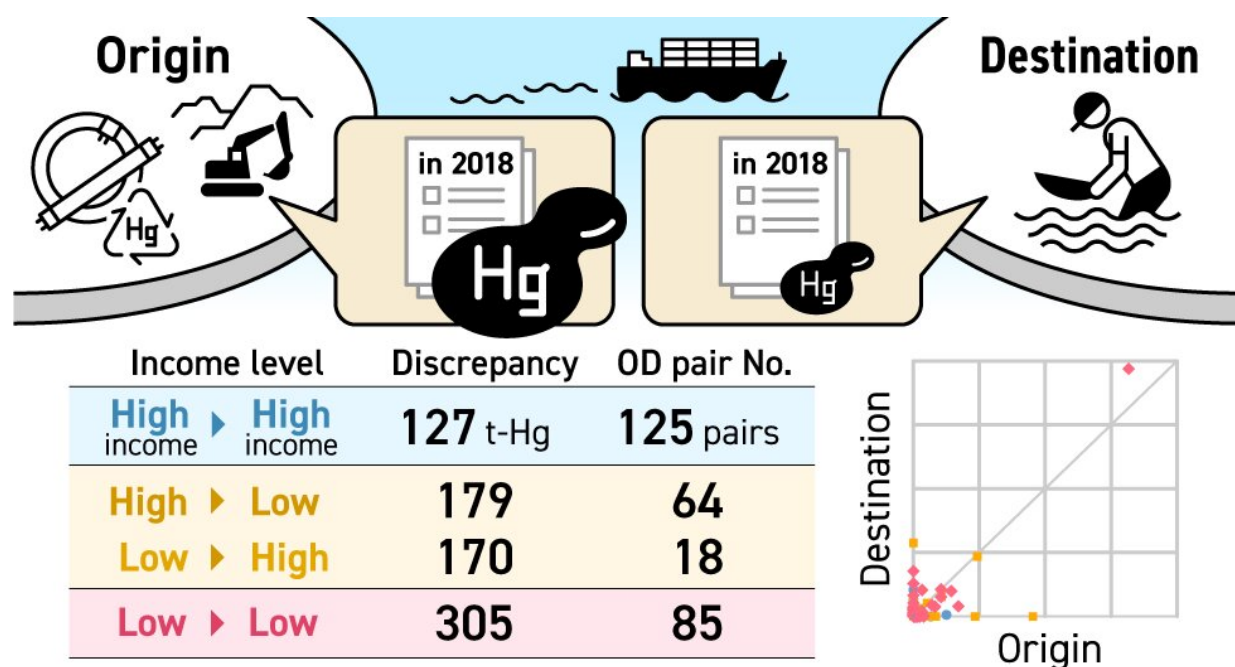 Origin
Destination
in 2018
in 2018
Hg
Hg
Hg
Income level Discrepancy OD pair No.
High income High income 127 t-Hg 125 pairs
High Low 179 64
Low High 170 18
Low Low 305 85
Destination
Origin